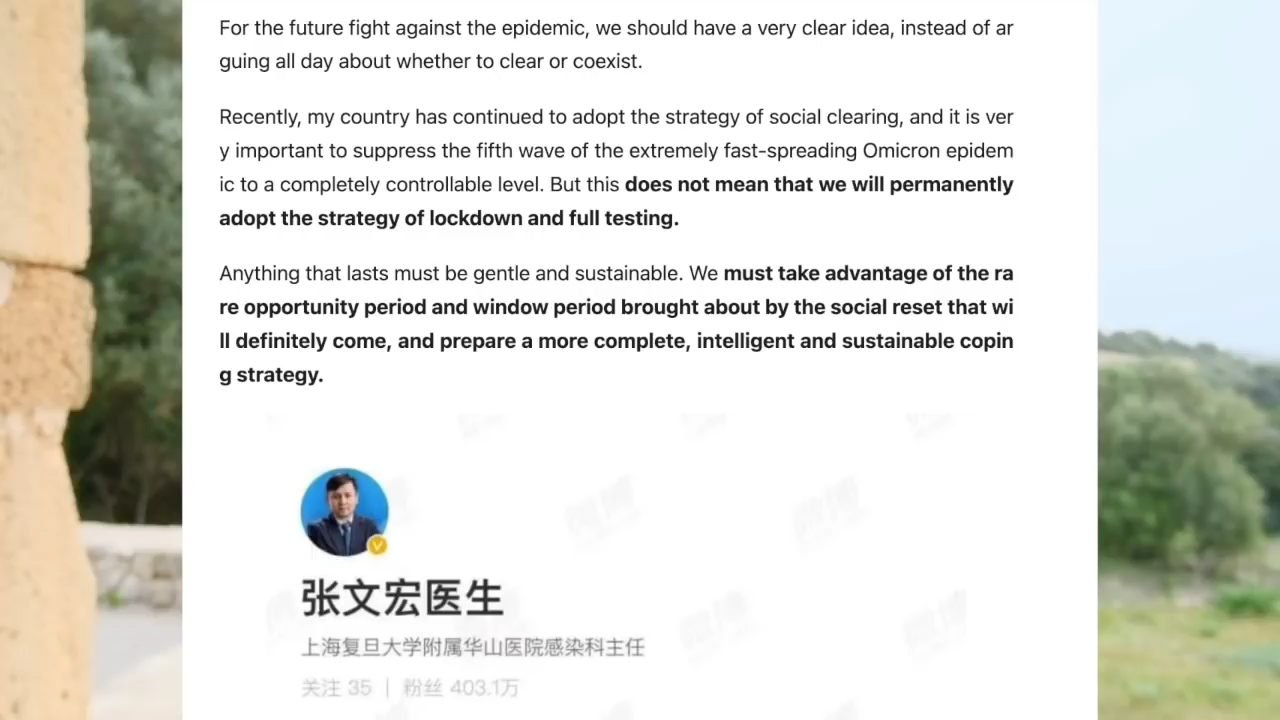 For the future fight against the epidemic, we should have a very clear idea, instead of ar
guing all day about whether to clear or coexist.
Recently, my country has continued to adopt the strategy of social clearing, and it is ver
y important to suppress the fifth wave of the extremely fast-spreading Omicron epidem
ic to a completely controllable level. But this does not mean that we will permanently
adopt the strategy of lockdown and full testing.
Anything that lasts must be gentle and sustainable. We must take advantage of the ra
re opportunity period and window period brought about by the social reset that wi
ll definitely come, and prepare a more complete, intelligent and sustainable copin
g strategy.
张文宏医生
上海复旦大学附属华山医院感染科主任
关注 35 | 粉丝 403.1万